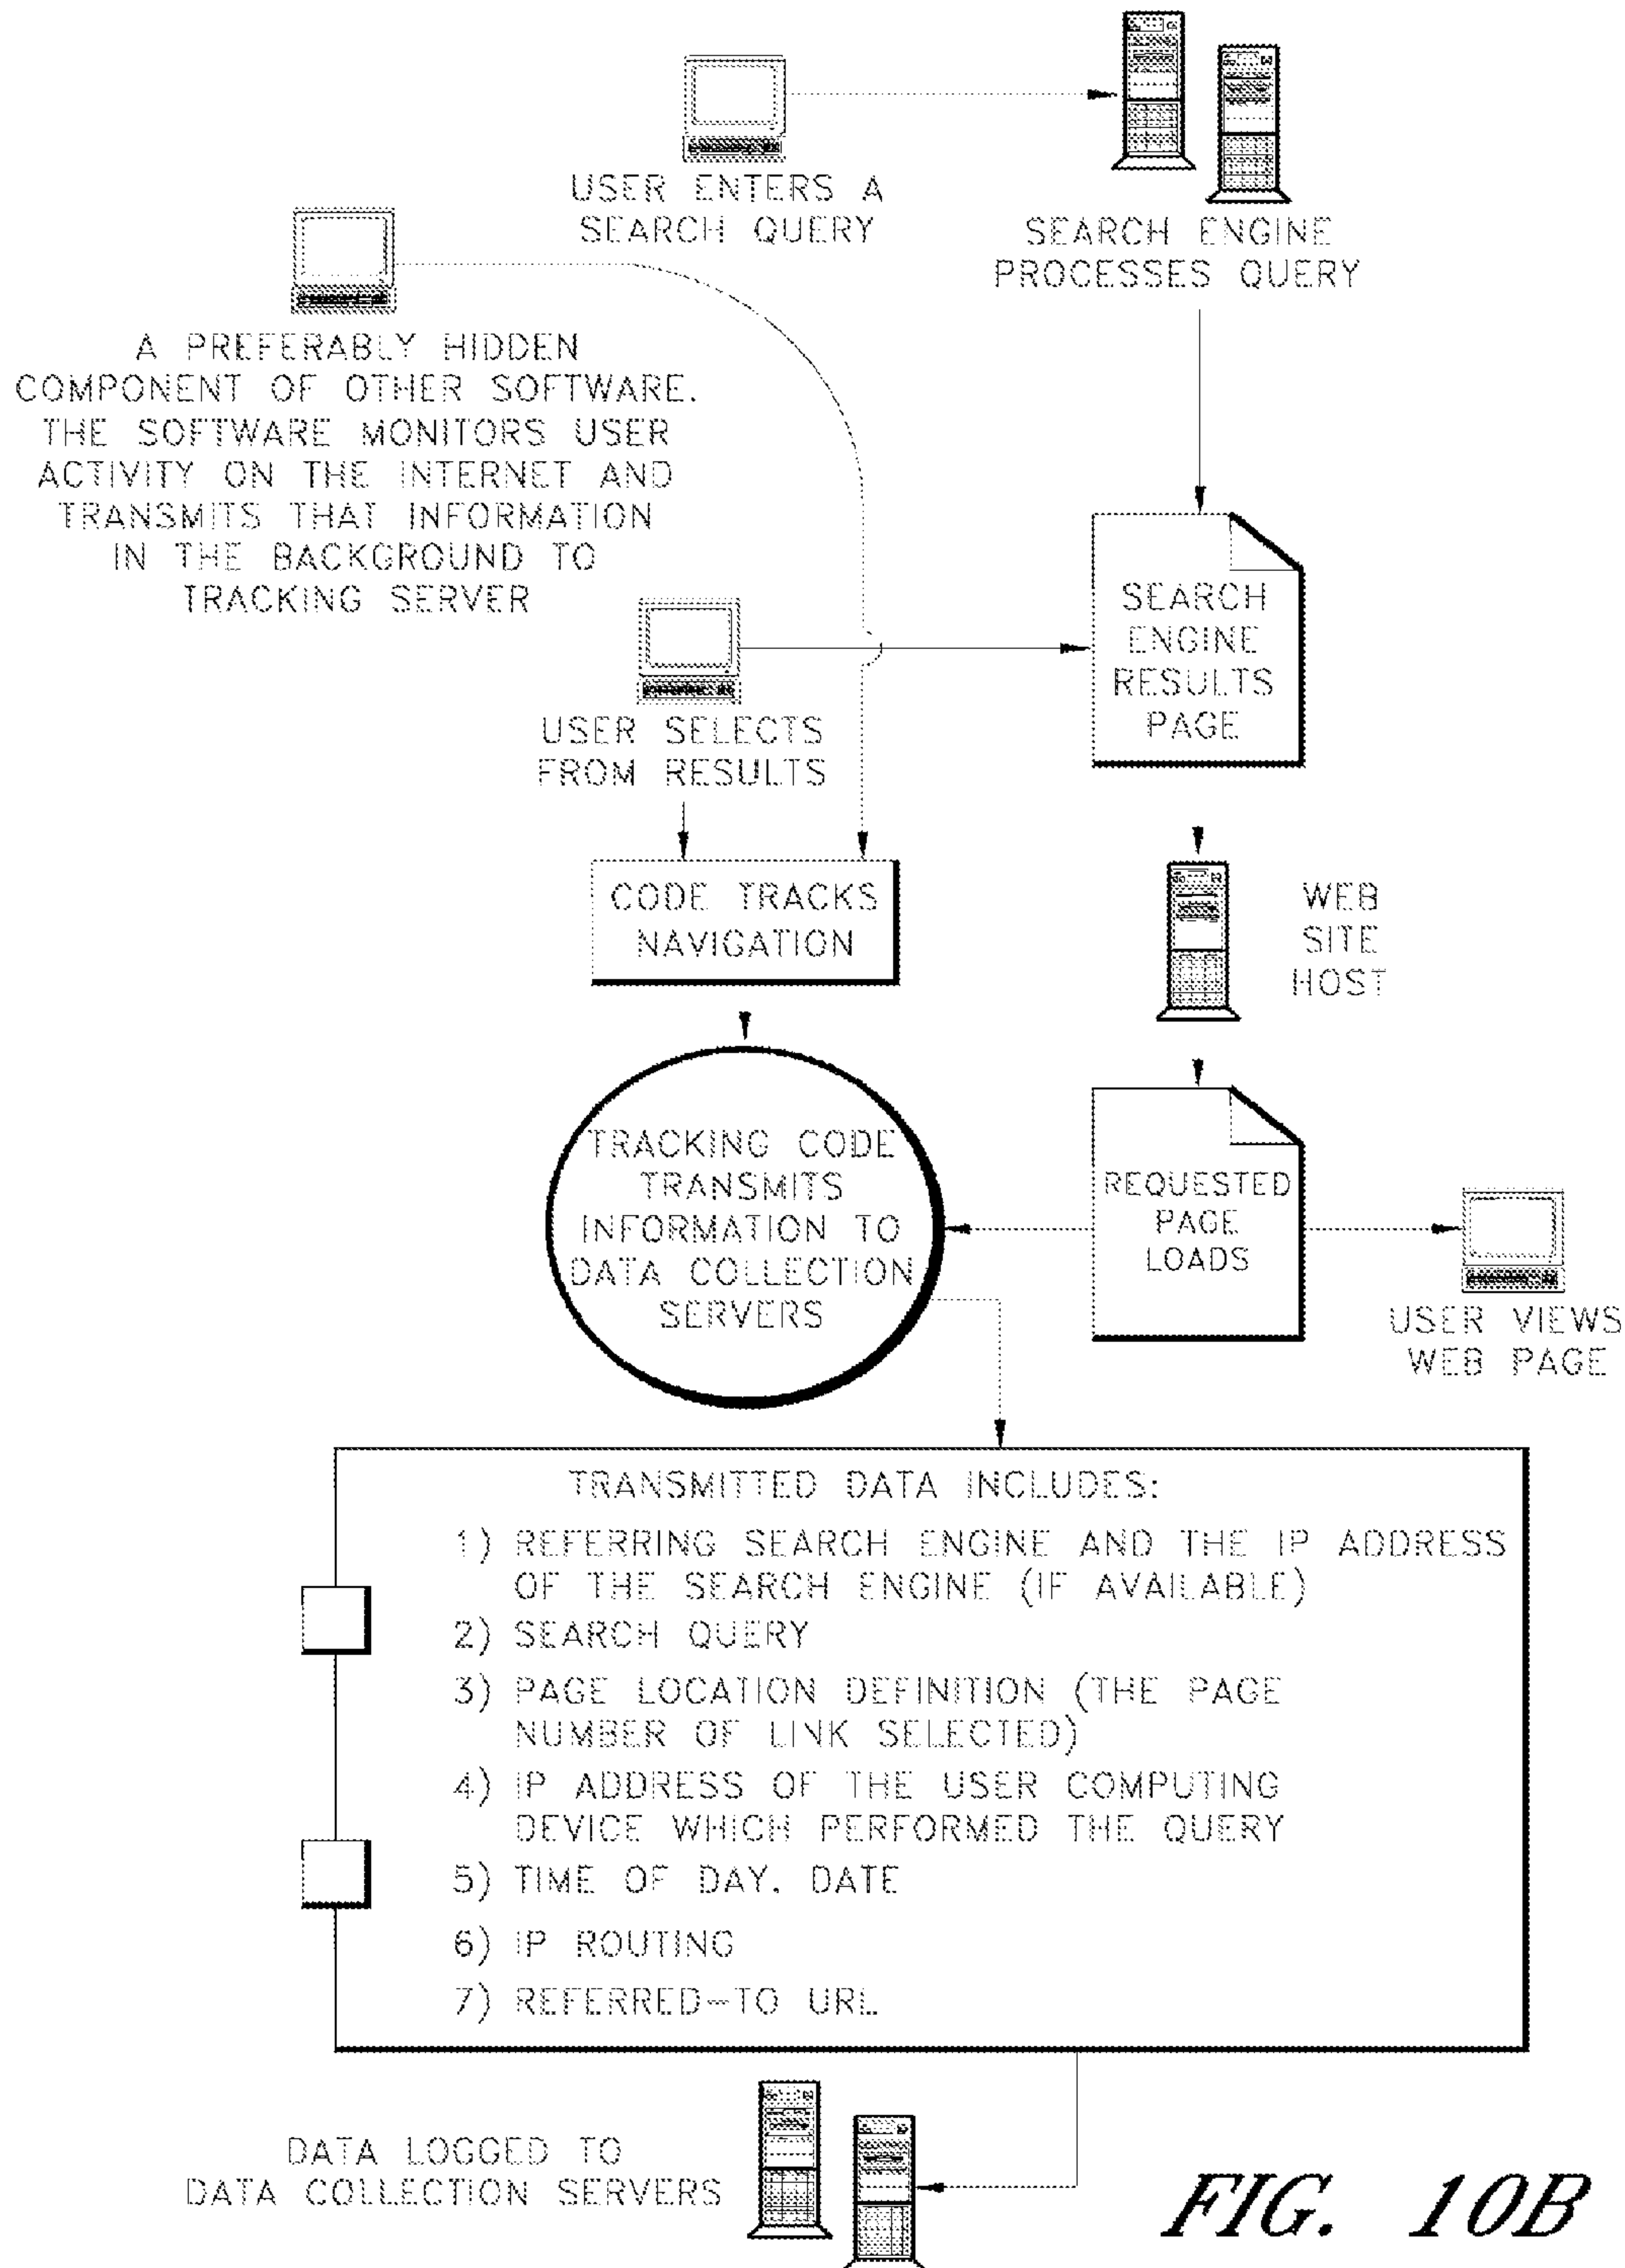 USER ENTERS A
SEARCH QUERY
SEARCH ENGINE
PROCESSES QUERY
A PREFERABLY HIDDEN
COMPONENT OF OTHER SOFTWARE.
THE SOFTWARE MONITORS USER
ACTIVITY ON THE INTERNET AND
TRANSMITS THAT INFORMATION
IN THE BACKGROUND TO
TRACKING SERVER
SEARCH
ENGINE
RESULTS
PAGE
USER SELECTS
FROM RESULTS
CODE TRACKS
NAVIGATION
WEB
SITE
HOST
TRACKING CODE
TRANSMITS
INFORMATION TO
DATA COLLECTION
SERVERS
REQUESTED
PAGE
LOADS
USER VIEWS
WEB PAGE
TRANSMITTED DATA INCLUDES:
1) REFERRING SEARCH ENGINE AND THE IP ADDRESS
OF THE SEARCH ENGINE (IF AVAILABLE)
2) SEARCH QUERY
3) PAGE LOCATION DEFINITION (THE PAGE
NUMBER OF LINK SELECTED)
4) IP ADDRESS OF THE USER COMPUTING
DEVICE WHICH PERFORMED THE QUERY
5) TIME OF DAY, DATE
6) IP ROUTING
7) REFERRED-TO URL
DATA LOGGED TO
DATA COLLECTION SERVERS
FIG. 10B